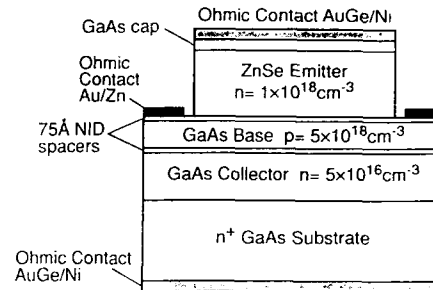 Ohmic Contact AuGe/Ni
GaAs cap
Ohmic
Contact
Au/Zn
ZnSe Emitter
n= 1×10¹⁸cm⁻³
75Å NID
spacers
GaAs Base p= 5×10¹⁸cm⁻³
GaAs Collector n= 5×10¹⁶cm⁻³
n⁺ GaAs Substrate
Ohmic Contact
AuGe/Ni